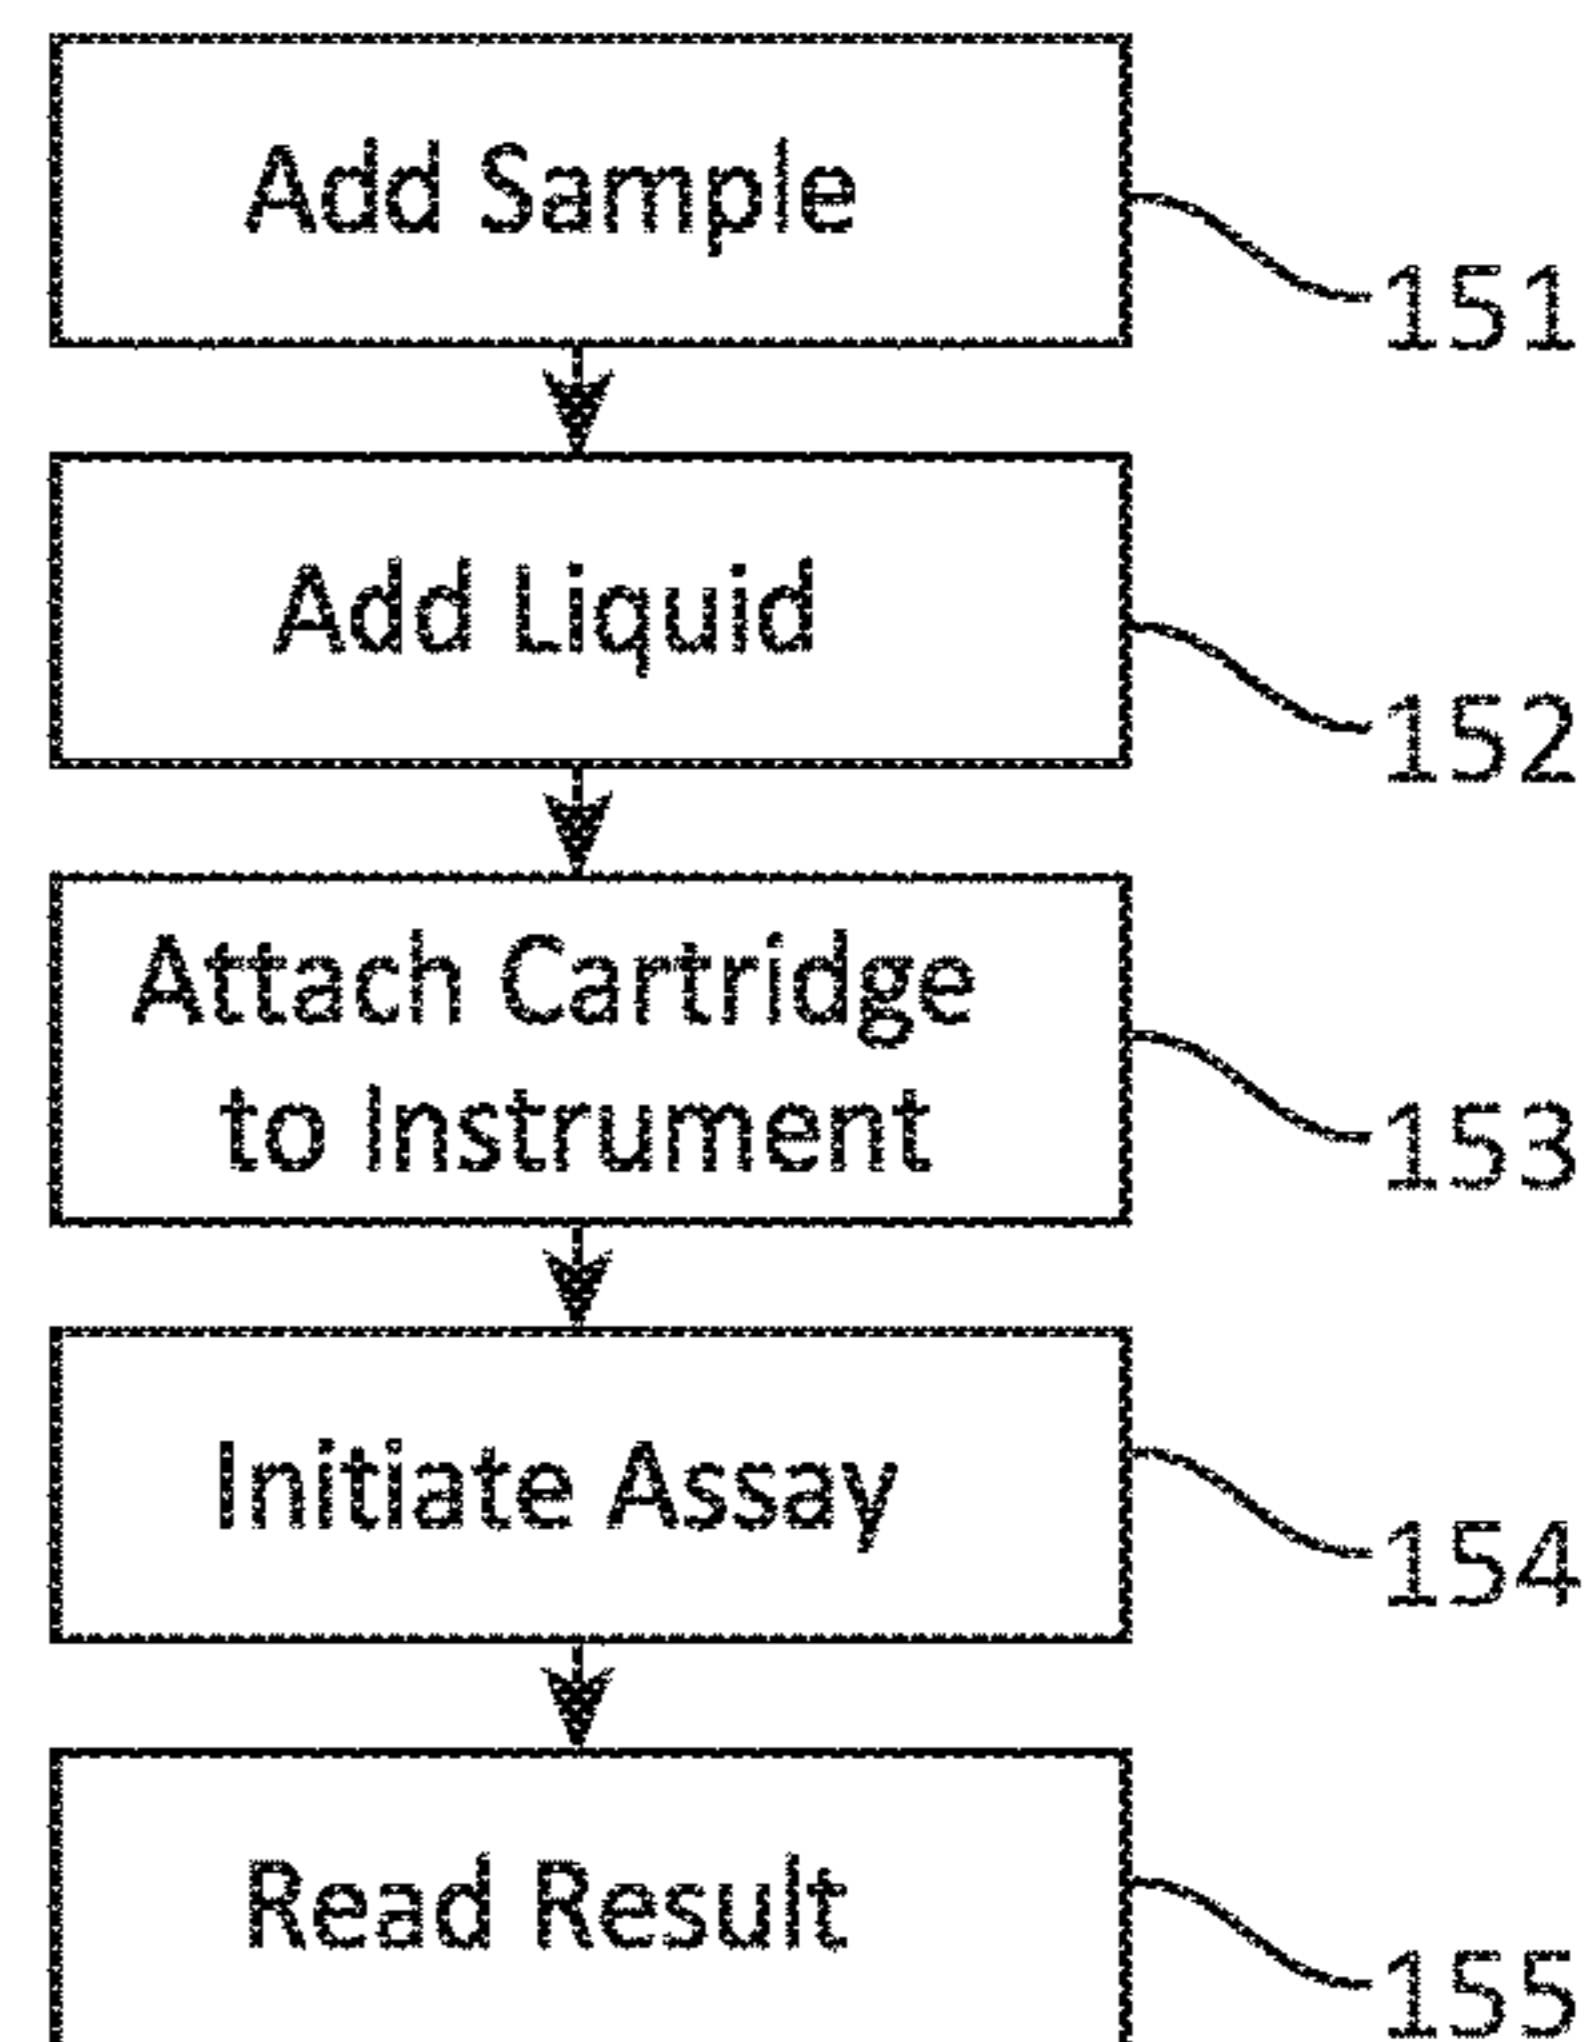 Add Sample
151
Add Liquid
152
Attach Cartridge
to Instrument
153
Initiate Assay
154
Read Result
155